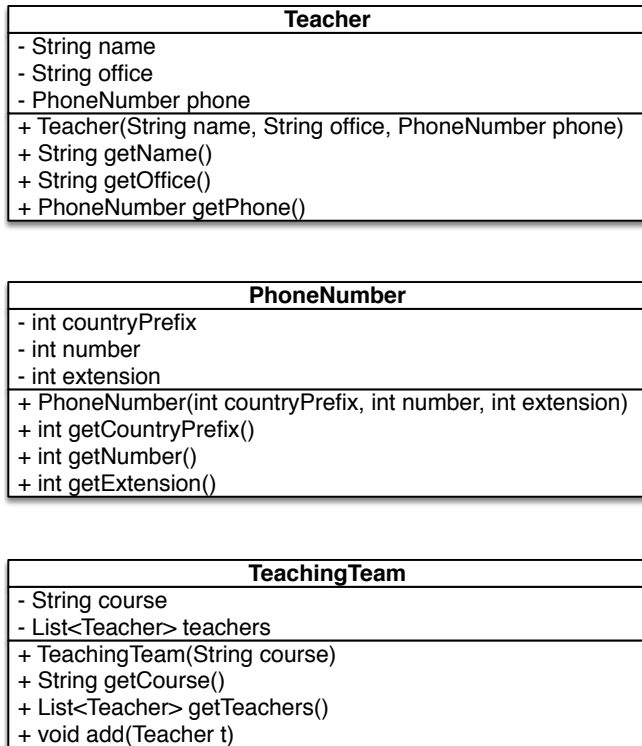 Teacher
- String name
- String office
- PhoneNumber phone
+ Teacher(String name, String office, PhoneNumber phone)
+ String getName()
+ String getOffice()
+ PhoneNumber getPhone()
PhoneNumber
- int countryPrefix
- int number
- int extension
+ PhoneNumber(int countryPrefix, int number, int extension)
+ int getCountryPrefix()
+ int getNumber()
+ int getExtension()
TeachingTeam
- String course
- List<Teacher> teachers
+ TeachingTeam(String course)
+ String getCourse()
+ List<Teacher> getTeachers()
+ void add(Teacher t)